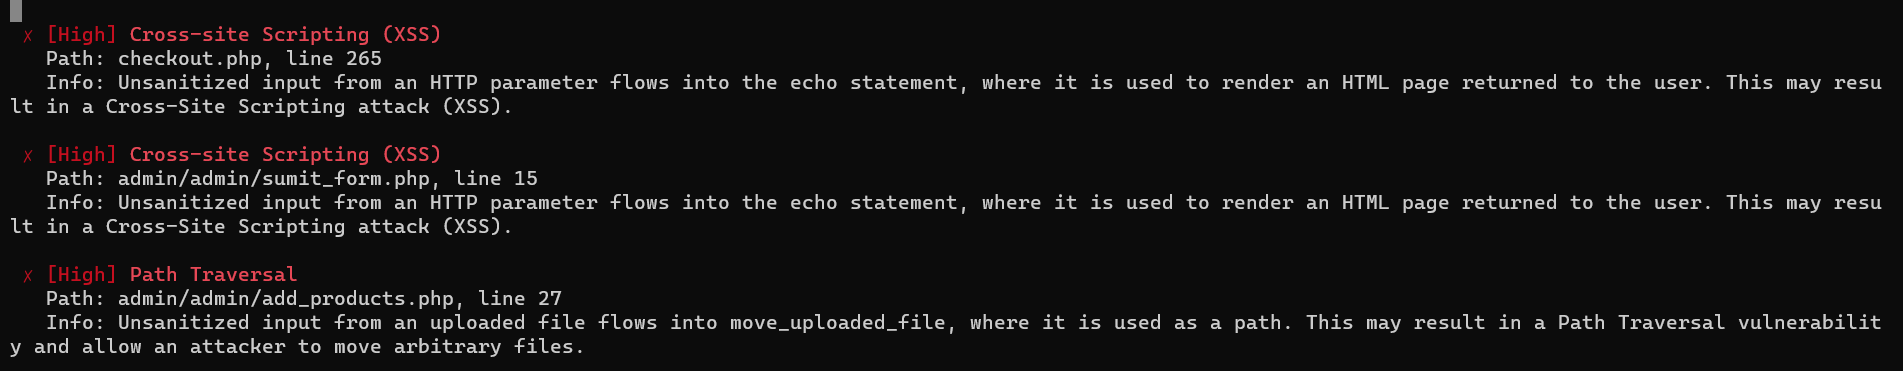 ✗ [High] Cross-site Scripting (XSS)
Path: checkout.php, line 265
Info: Unsanitized input from an HTTP parameter flows into the echo statement, where it is used to render an HTML page returned to the user. This may resu
lt in a Cross-Site Scripting attack (XSS).
✗ [High] Cross-site Scripting (XSS)
Path: admin/admin/sumit_form.php, line 15
Info: Unsanitized input from an HTTP parameter flows into the echo statement, where it is used to render an HTML page returned to the user. This may resu
lt in a Cross-Site Scripting attack (XSS).
✗ [High] Path Traversal
Path: admin/admin/add_products.php, line 27
Info: Unsanitized input from an uploaded file flows into move_uploaded_file, where it is used as a path. This may result in a Path Traversal vulnerabilit
y and allow an attacker to move arbitrary files.